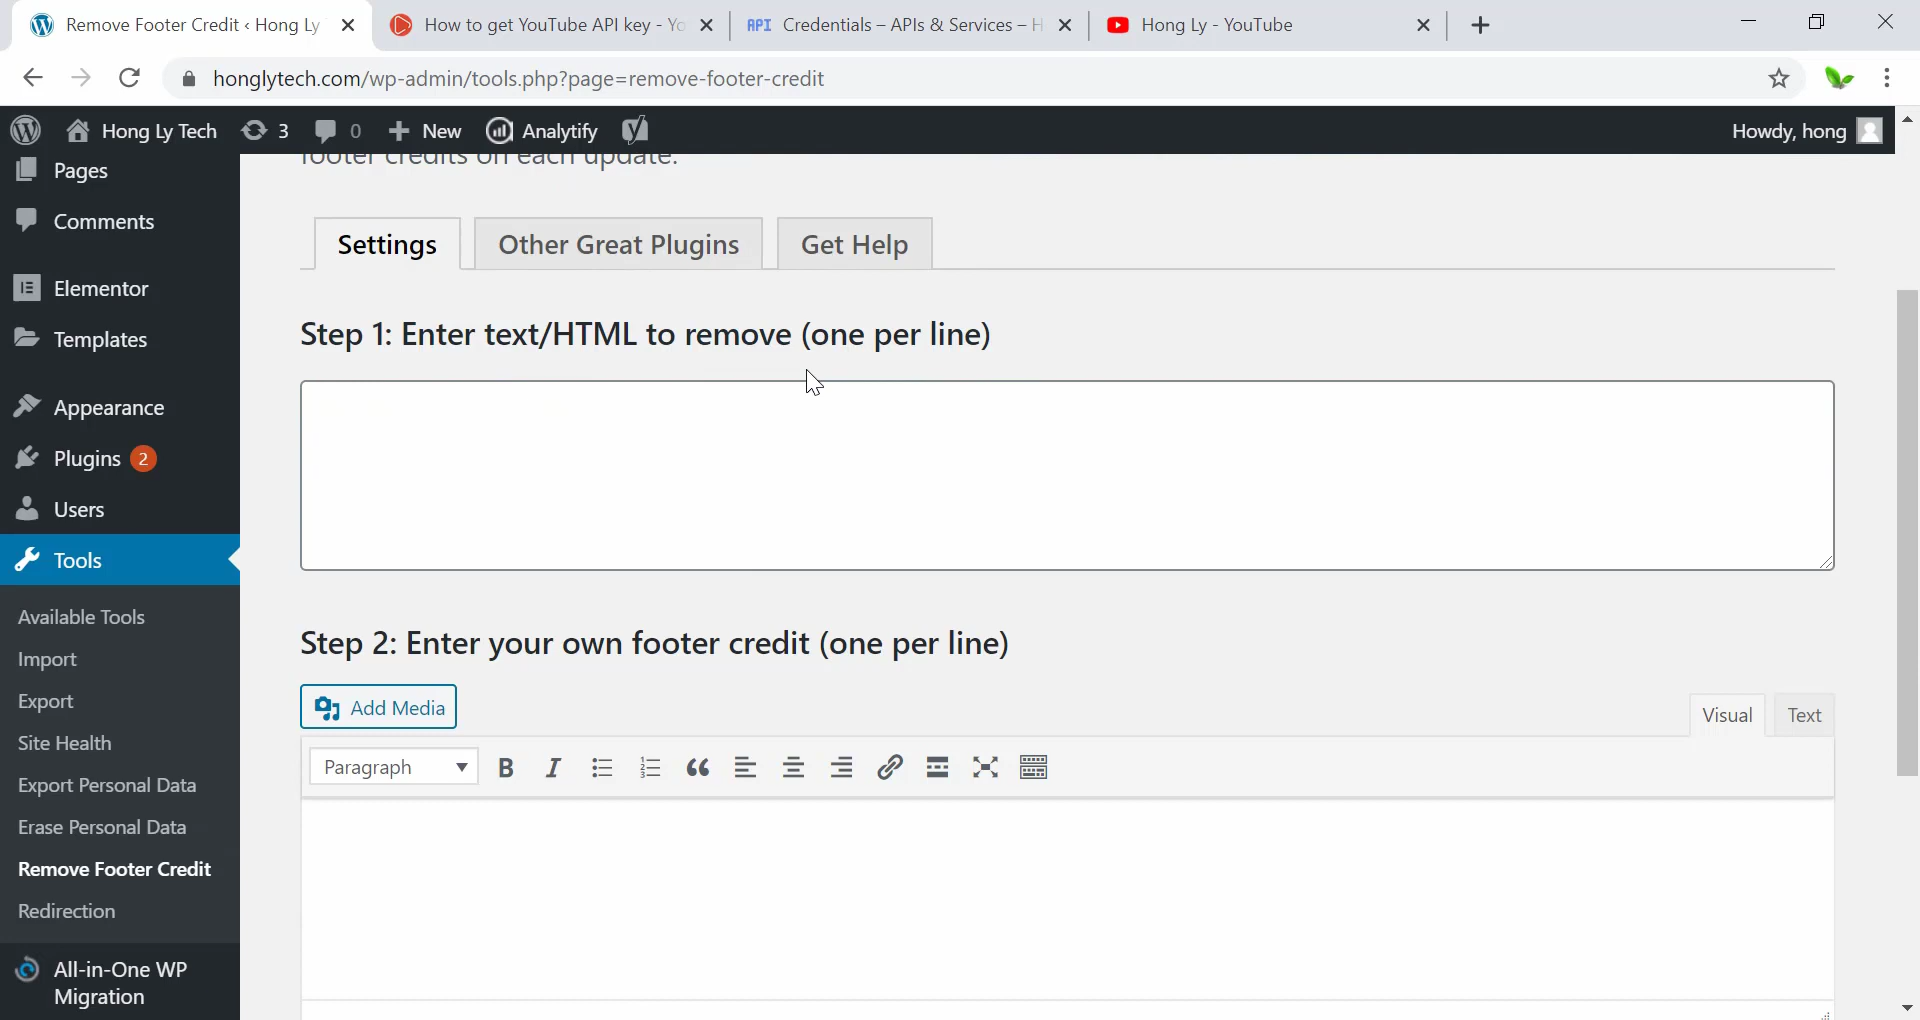 Remove Footer Credit ‹ Hong Ly
How to get YouTube API key - Yo
API Credentials – APIs & Services – H
Hong Ly - YouTube
honglytech.com/wp-admin/tools.php?page=remove-footer-credit
Hong Ly Tech 3 0 New Analytify Howdy, hong
footer credits on each update.
Pages
Comments
Elementor
Templates
Appearance
Plugins 2
Users
Tools
Available Tools
Import
Export
Site Health
Export Personal Data
Erase Personal Data
Remove Footer Credit
Redirection
All-in-One WP
Migration
Settings Other Great Plugins Get Help
Step 1: Enter text/HTML to remove (one per line)
Step 2: Enter your own footer credit (one per line)
Add Media
Visual Text
Paragraph B I